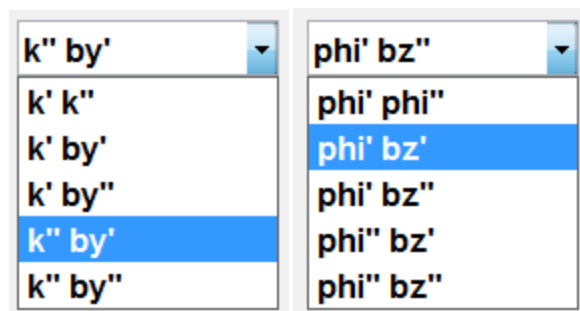 k" by'
k' k"
k' by'
k' by"
k" by'
k" by"
phi' bz"
phi' phi"
phi' bz'
phi' bz"
phi" bz'
phi" bz"